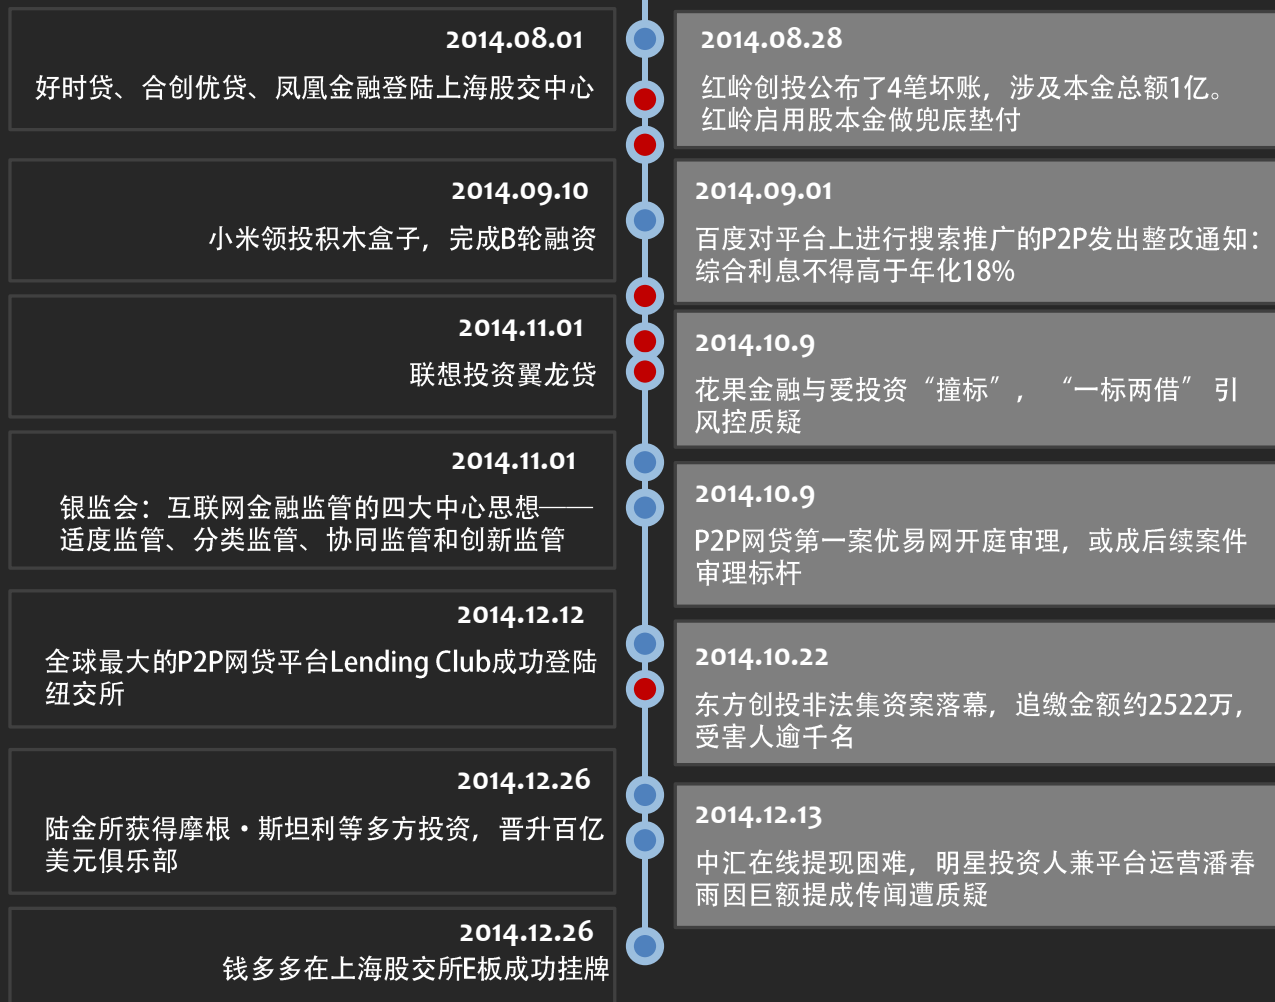 2014.08.01
好时贷、合创优贷、凤凰金融登陆上海股交中心
2014.09.10
小米领投积木盒子，完成B轮融资
2014.11.01
联想投资翼龙贷
2014.11.01
银监会：互联网金融监管的四大中心思想——
适度监管、分类监管、协同监管和创新监管
2014.12.12
全球最大的P2P网贷平台Lending Club成功登陆
纽交所
2014.12.26
陆金所获得摩根·斯坦利等多方投资，晋升百亿
美元俱乐部
2014.12.26
钱多多在上海股交所E板成功挂牌
2014.08.28
红岭创投公布了4笔坏账，涉及本金总额1亿。
红岭启用股本金做兜底垫付
2014.09.01
百度对平台上进行搜索推广的P2P发出整改通知：
综合利息不得高于年化18%
2014.10.9
花果金融与爱投资“撞标”，“一标两借” 引
风控质疑
2014.10.9
P2P网贷第一案优易网开庭审理，或成后续案件
审理标杆
2014.10.22
东方创投非法集资案落幕，追缴金额约2522万，
受害人逾千名
2014.12.13
中汇在线提现困难，明星投资人兼平台运营潘春
雨因巨额提成传闻遭质疑